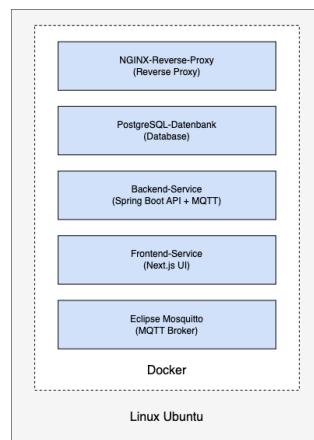 NGINX-Reverse-Proxy
(Reverse Proxy)
PostgreSQL-Datenbank
(Database)
Backend-Service
(Spring Boot API + MQTT)
Frontend-Service
(Next.js UI)
Eclipse Mosquitto
(MQTT Broker)
Docker
Linux Ubuntu